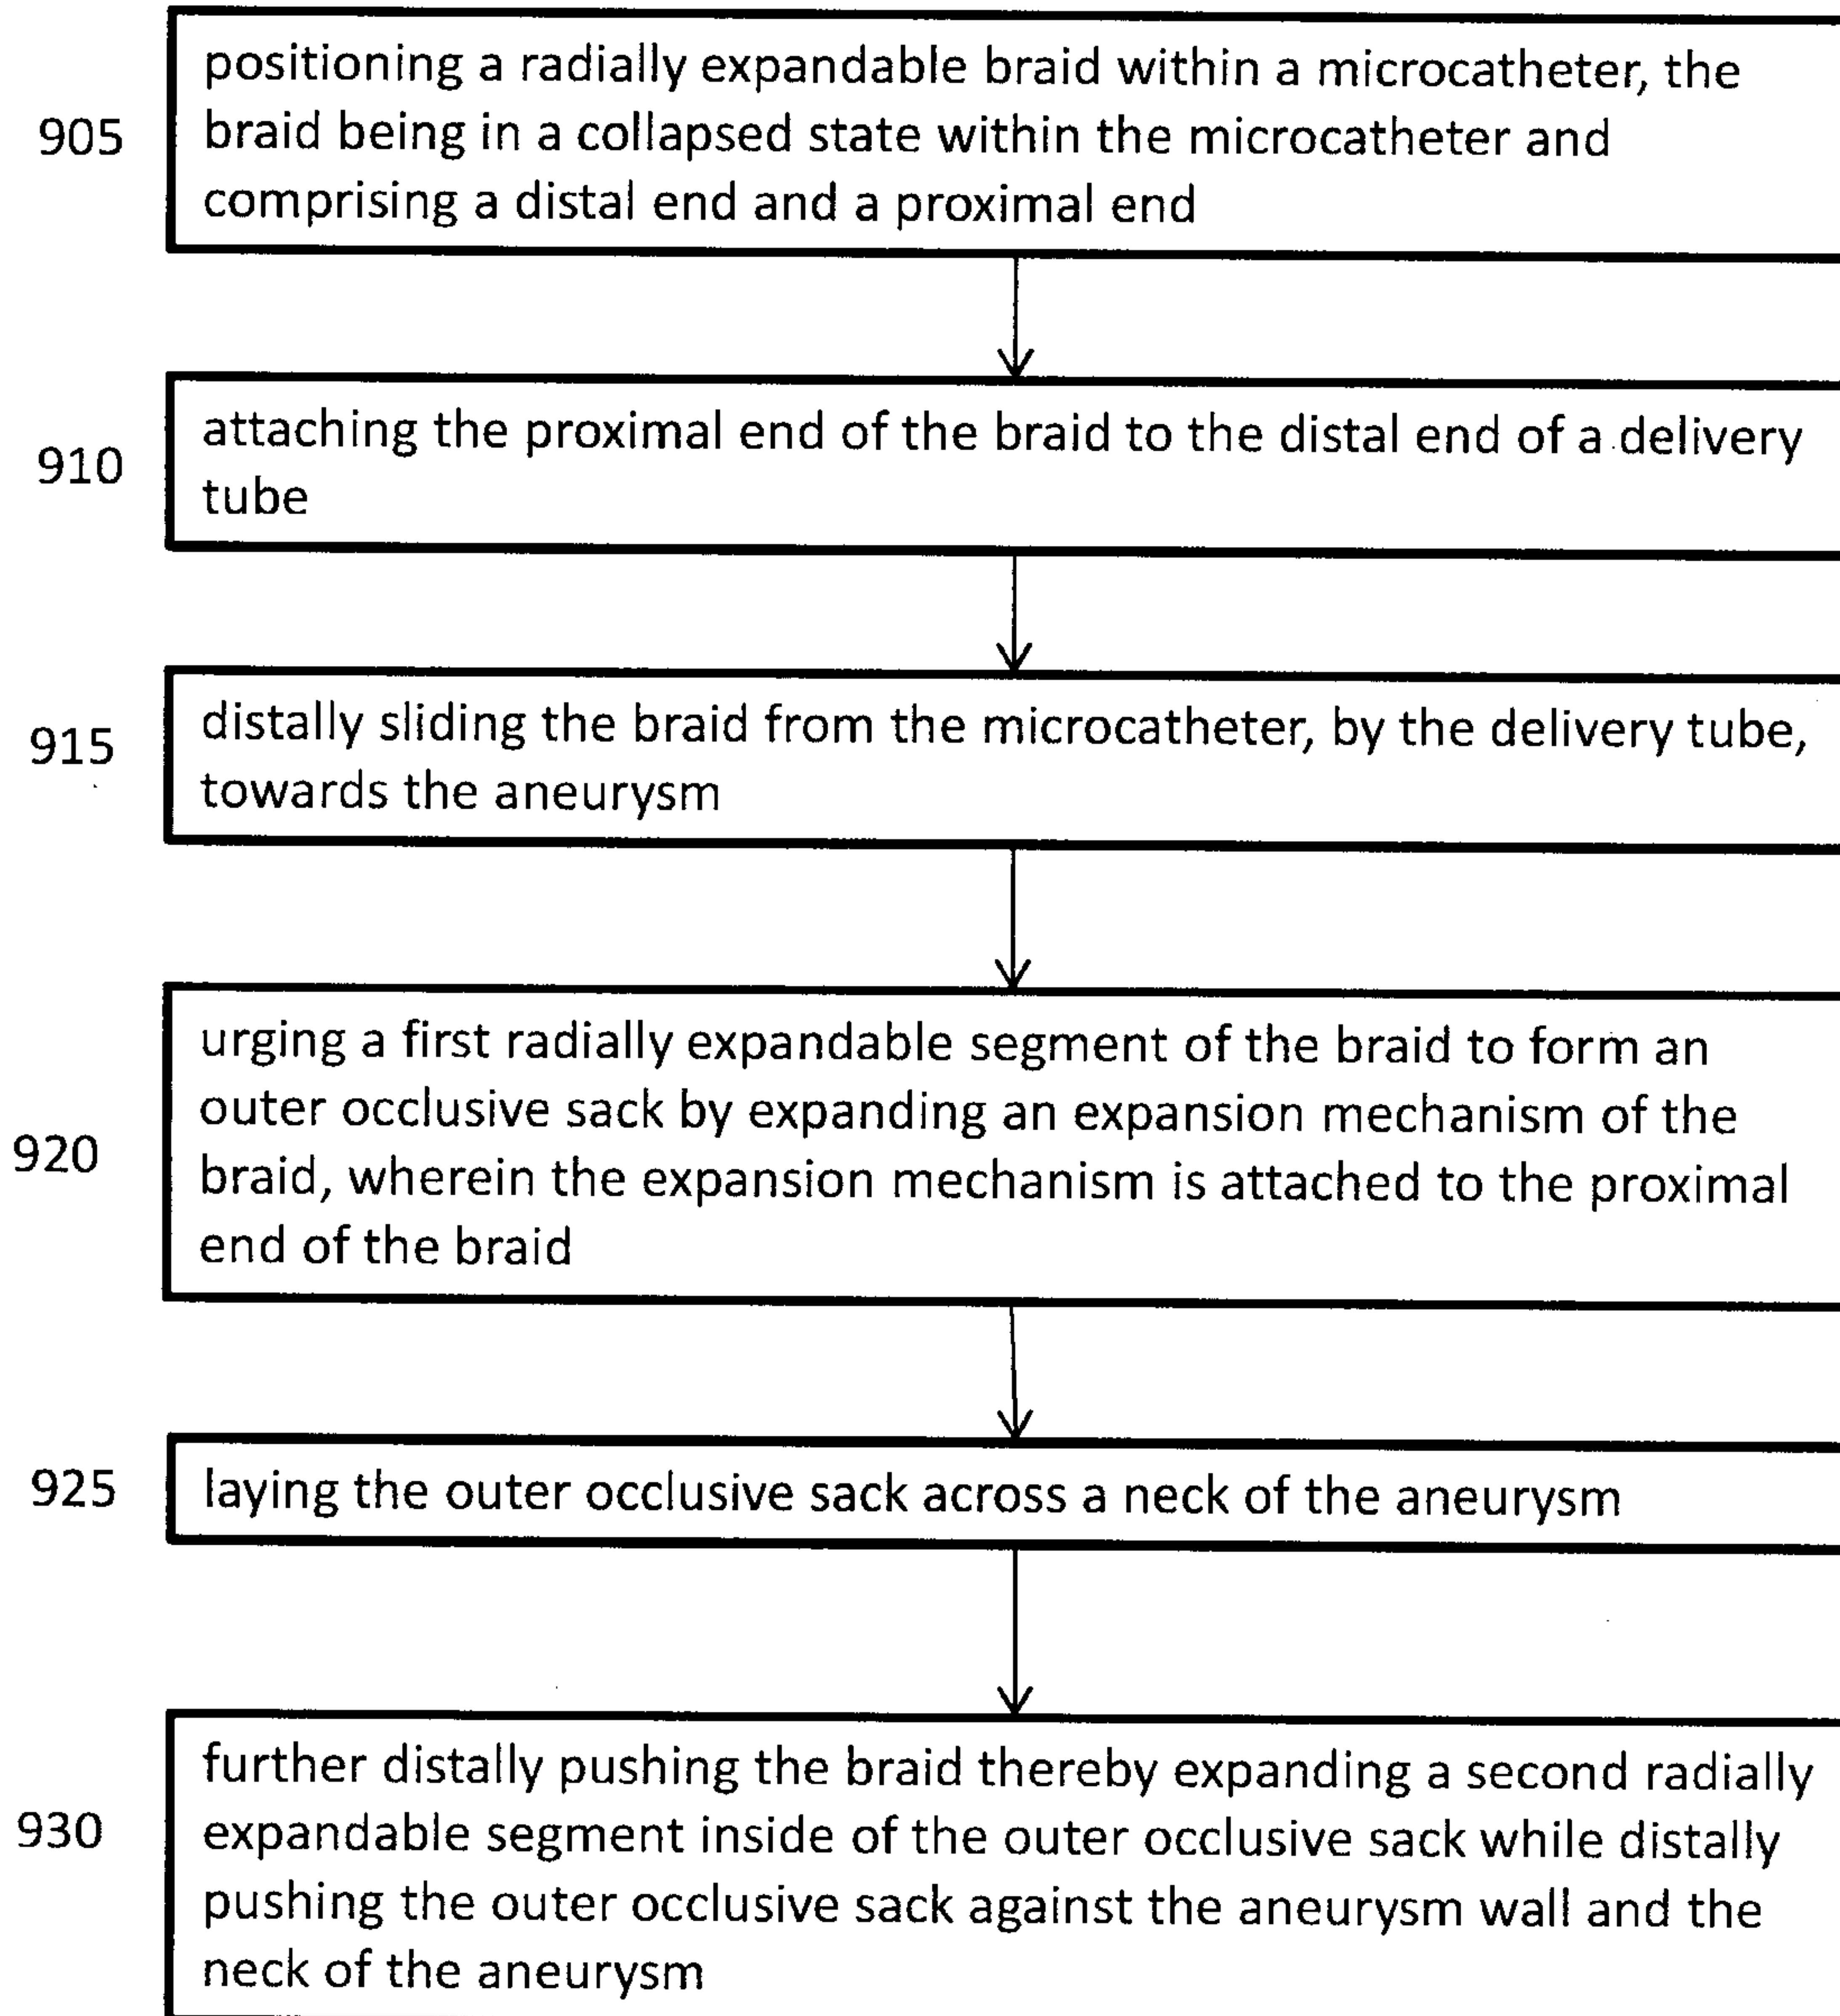 positioning a radially expandable braid within a microcatheter, the
905
braid being in a collapsed state within the microcatheter and
comprising a distal end and a proximal end
attaching the proximal end of the braid to the distal end of a delivery
910
tube
distally sliding the braid from the microcatheter, by the delivery tube,
915
towards the aneurysm
urging a first radially expandable segment of the braid to form an
outer occlusive sack by expanding an expansion mechanism of the
920
braid, wherein the expansion mechanism is attached to the proximal
end of the braid
925
laying the outer occlusive sack across a neck of the aneurysm
further distally pushing the braid thereby expanding a second radially
930
expandable segment inside of the outer occlusive sack while distally
pushing the outer occlusive sack against the aneurysm wall and the
neck of the aneurysm